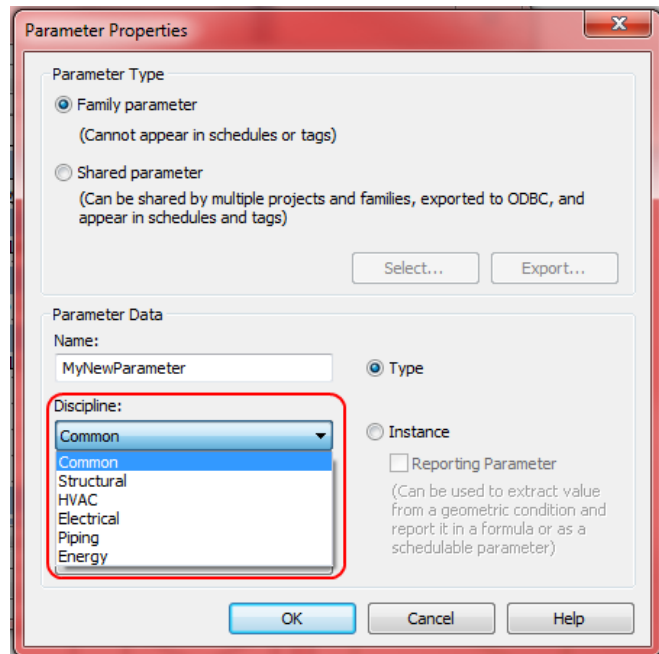 Parameter Properties
Parameter Type
Family parameter
(Cannot appear in schedules or tags)
Shared parameter
(Can be shared by multiple projects and families, exported to ODBC, and
appear in schedules and tags)
Select...
Export...
Parameter Data
Name:
MyNewParameter
Type
Discipline:
Common
Instance
Common
Structural
HVAC
Electrical
Piping
Energy
Reporting Parameter
(Can be used to extract value
from a geometric condition and
report it in a formula or as a
schedulable parameter)
OK
Cancel
Help